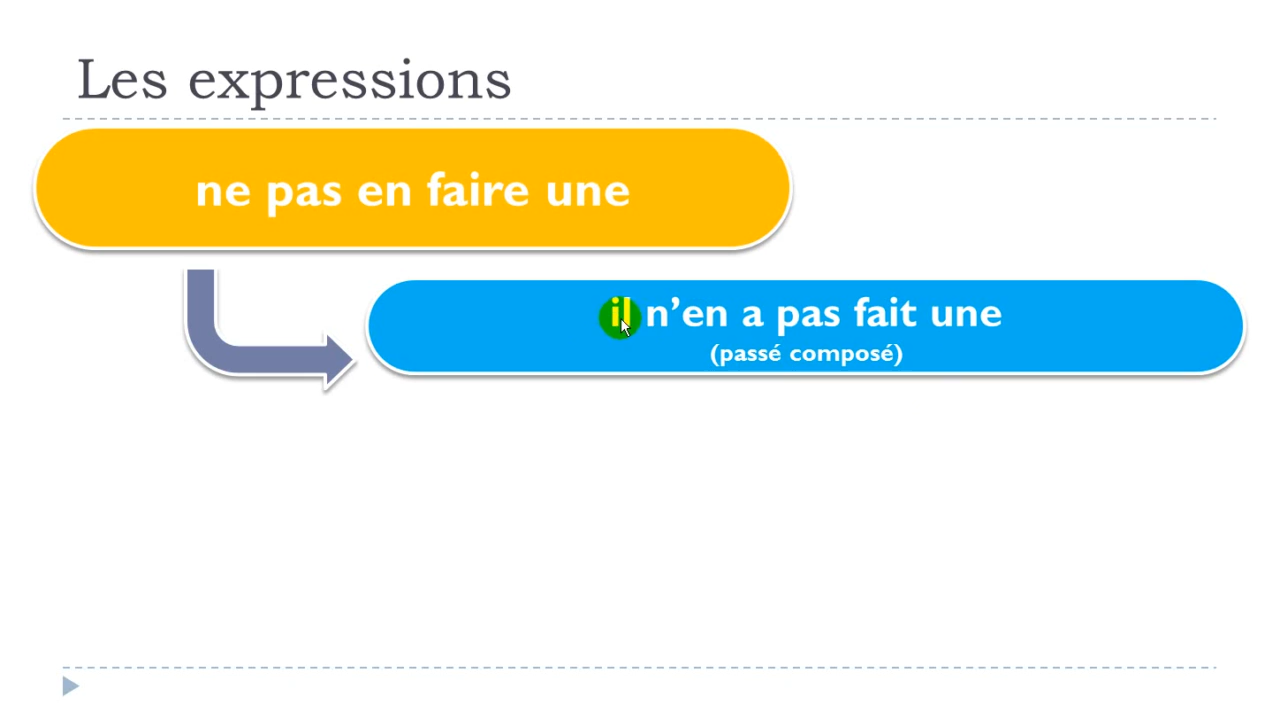 Les expressions
ne pas en faire une
il n’en a pas fait une
(passé composé)